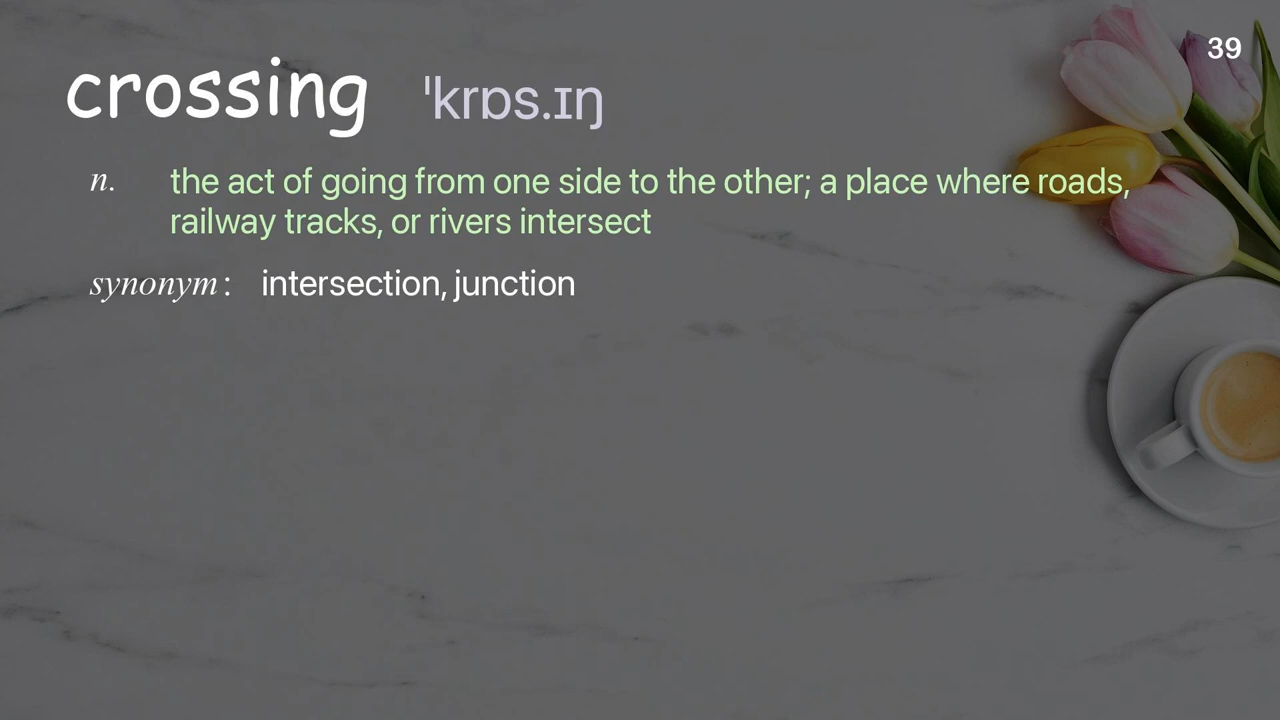 39
crossing ˈkrɒs.ɪŋ
n. the act of going from one side to the other; a place where roads,
railway tracks, or rivers intersect
synonym: intersection, junction